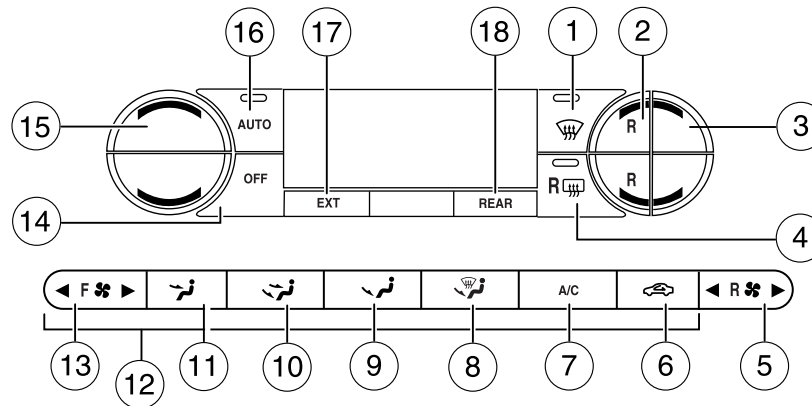 16 17 18 1 2
15 AUTO R 3
OFF R R
14 EXT REAR 4
F A/C R
13 12 11 10 9 8 7 6 5